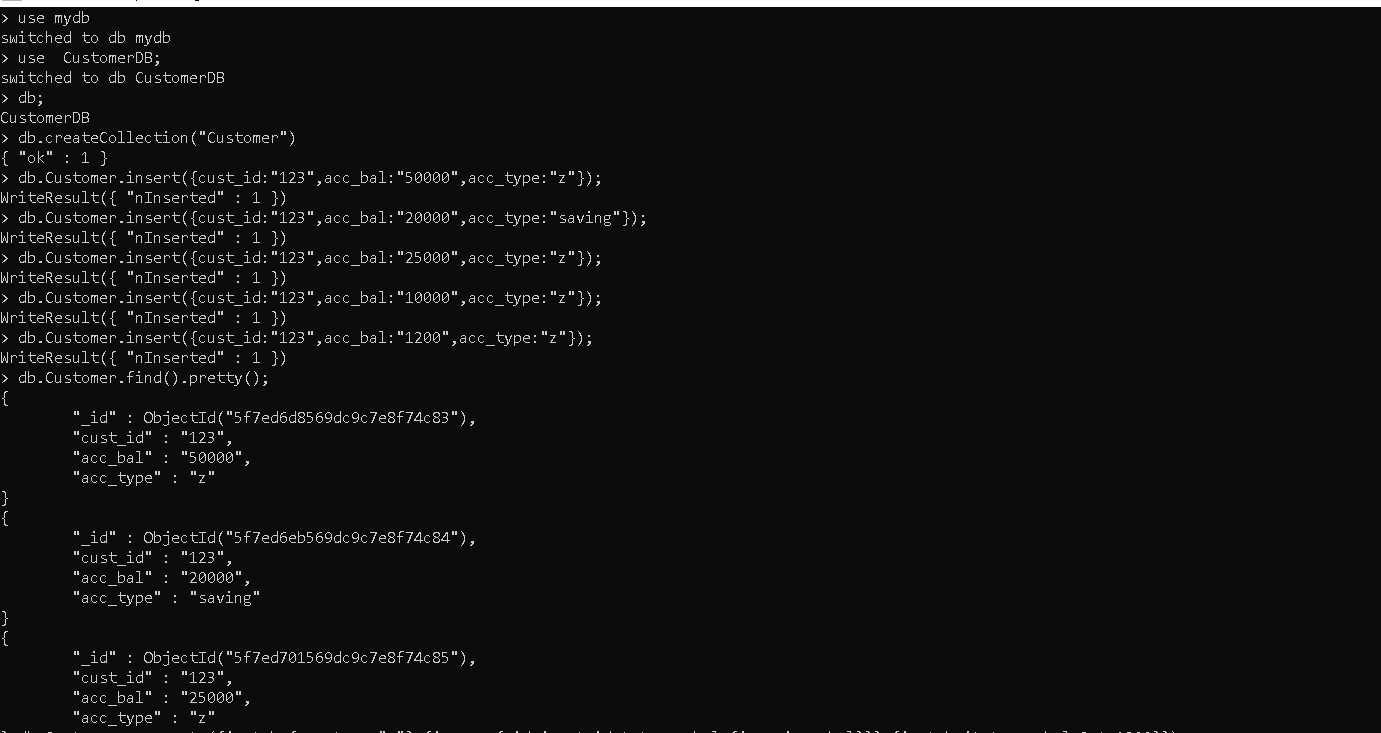 > use mydb
switched to db mydb
> use  CustomerDB;
switched to db CustomerDB
> db;
CustomerDB
> db.createCollection("Customer")
{ "ok" : 1 }
> db.Customer.insert({cust_id:"123",acc_bal:"50000",acc_type:"z"});
WriteResult({ "nInserted" : 1 })
> db.Customer.insert({cust_id:"123",acc_bal:"20000",acc_type:"saving"});
WriteResult({ "nInserted" : 1 })
> db.Customer.insert({cust_id:"123",acc_bal:"25000",acc_type:"z"});
WriteResult({ "nInserted" : 1 })
> db.Customer.insert({cust_id:"123",acc_bal:"10000",acc_type:"z"});
WriteResult({ "nInserted" : 1 })
> db.Customer.insert({cust_id:"123",acc_bal:"1200",acc_type:"z"});
WriteResult({ "nInserted" : 1 })
> db.Customer.find().pretty();
{
        "_id" : ObjectId("5f7ed6d8569dc9c7e8f74c83"),
        "cust_id" : "123",
        "acc_bal" : "50000",
        "acc_type" : "z"
}
{
        "_id" : ObjectId("5f7ed6eb569dc9c7e8f74c84"),
        "cust_id" : "123",
        "acc_bal" : "20000",
        "acc_type" : "saving"
}
{
        "_id" : ObjectId("5f7ed701569dc9c7e8f74c85"),
        "cust_id" : "123",
        "acc_bal" : "25000",
        "acc_type" : "z"